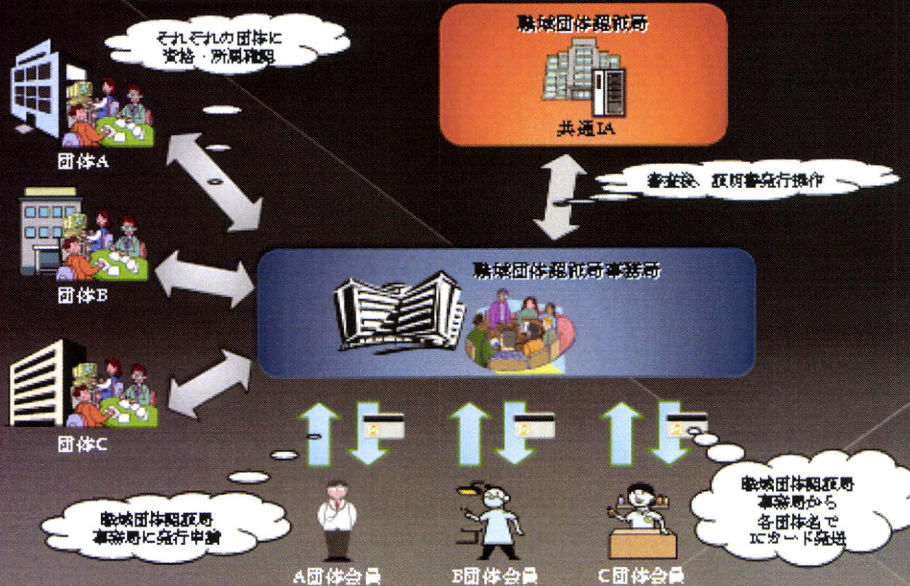 それぞれの団体に
資格・所属確認
職域団体認証局
共通IA
団体A
審査後、証明書発行操作
団体B
職域団体認証局事務局
団体C
職域団体認証局
事務局に発行申請
職域団体認証局
事務局から
各団体名で
ICカード発送
A団体会員
B団体会員
C団体会員